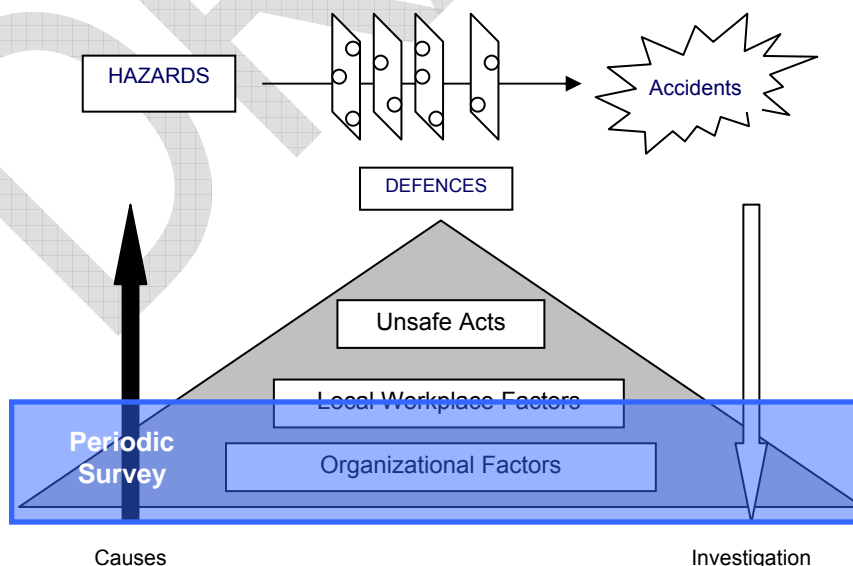 HAZARDS
Accidents
DEFENCES
Unsafe Acts
Local Workplace Factors
Periodic
Survey
Organizational Factors
Causes
Investigation